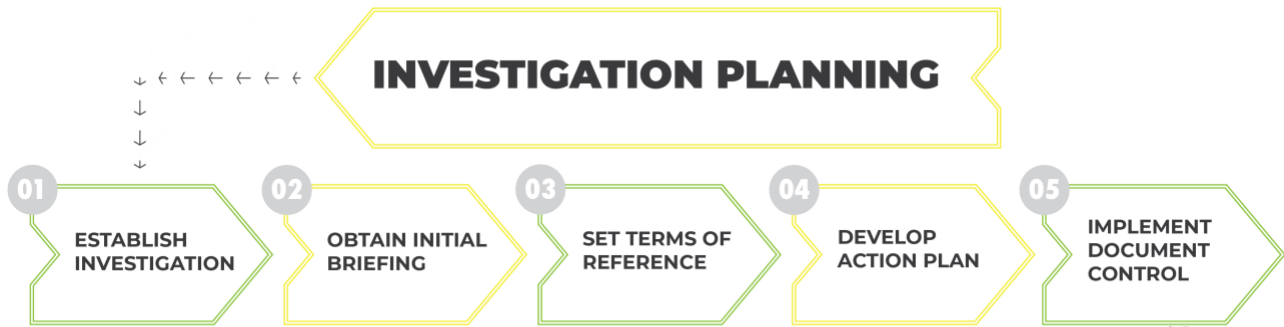 INVESTIGATION PLANNING
01
ESTABLISH
INVESTIGATION
02
OBTAIN INITIAL
BRIEFING
03
SET TERMS OF
REFERENCE
04
DEVELOP
ACTION PLAN
05
IMPLEMENT
DOCUMENT
CONTROL